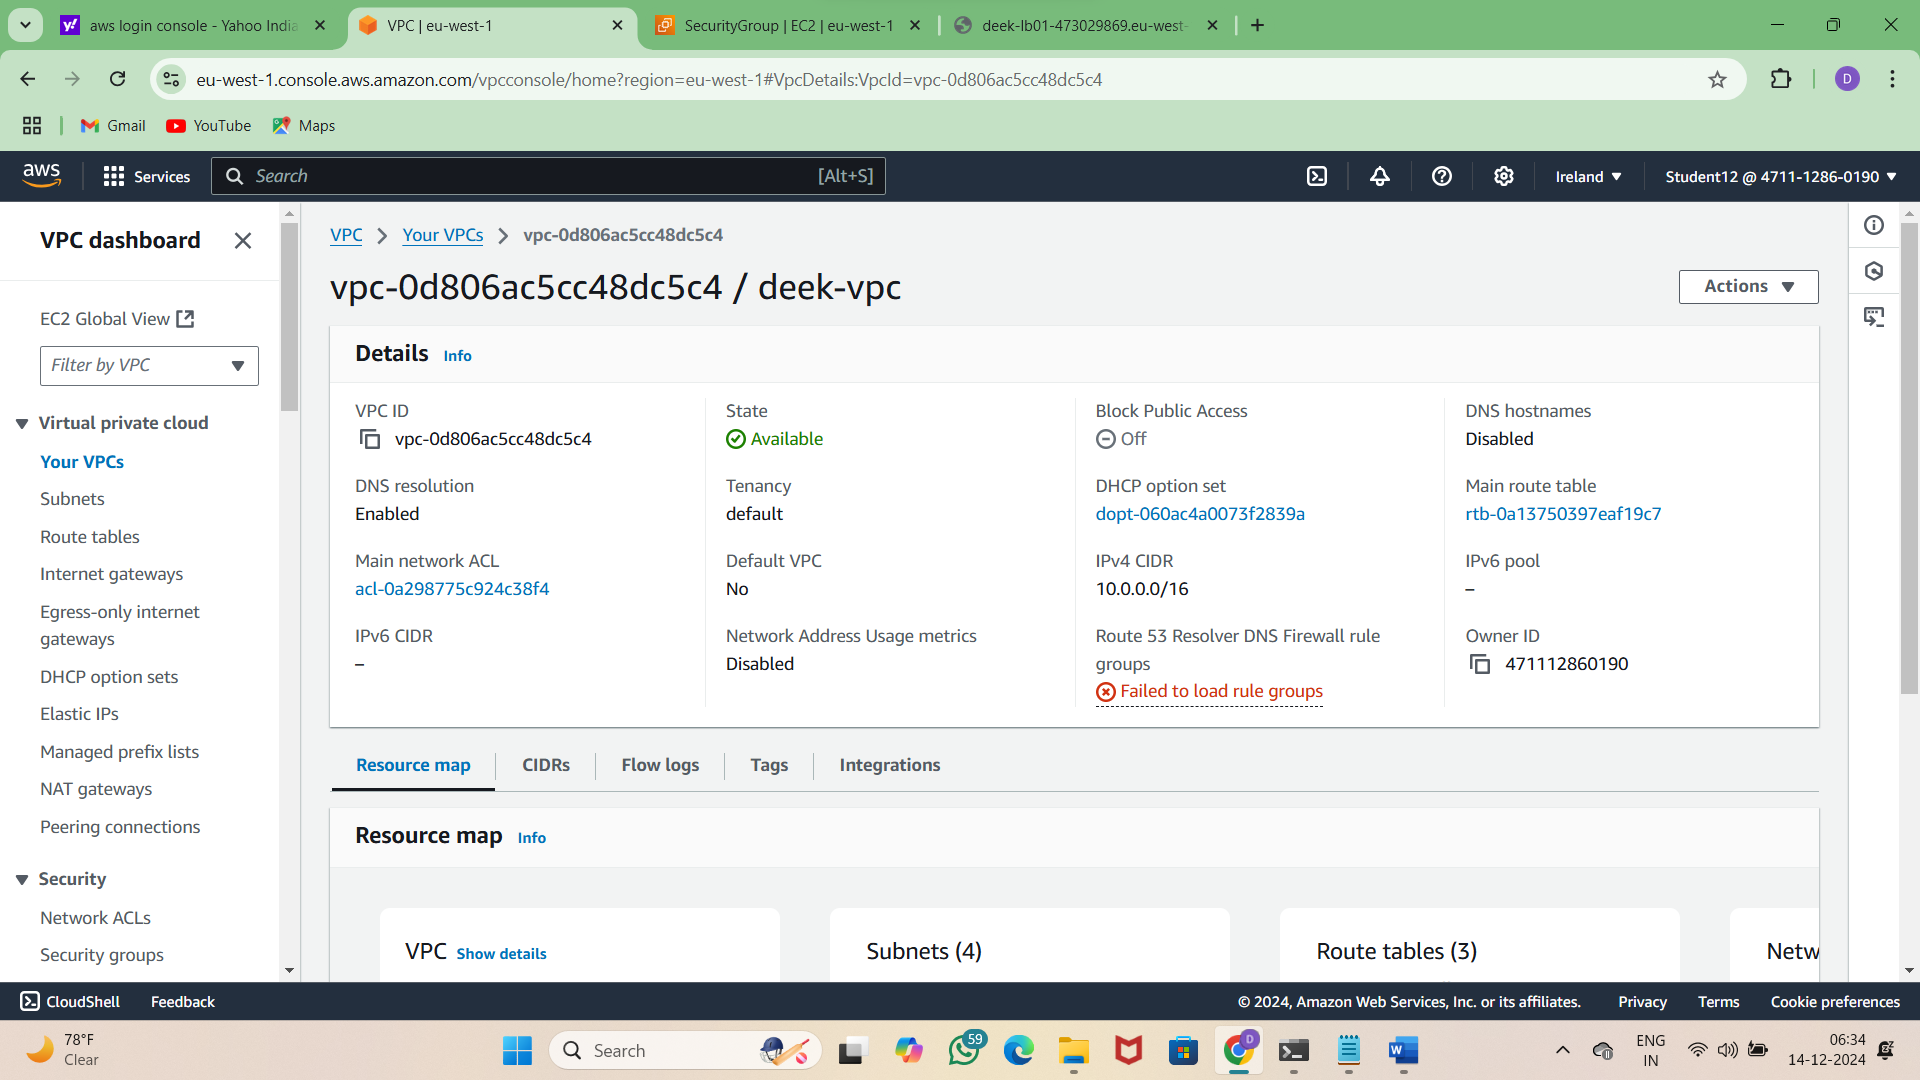 aws login console - Yahoo India
VPC | eu-west-1
SecurityGroup | EC2 | eu-west-1
deek-lb01-473029869.eu-west-
eu-west-1.console.aws.amazon.com/vpcconsole/home?region=eu-west-1#VpcDetails:VpcId=vpc-0d806ac5cc48dc5c4
D
Gmail
YouTube
Maps
aws
Services
Search
[Alt+S]
Ireland
Student12 @ 4711-1286-0190
VPC dashboard
EC2 Global View
Filter by VPC
Virtual private cloud
Your VPCs
Subnets
Route tables
Internet gateways
Egress-only internet
gateways
DHCP option sets
Elastic IPs
Managed prefix lists
NAT gateways
Peering connections
Security
Network ACLs
Security groups
VPC
Your VPCs
vpc-0d806ac5cc48dc5c4
vpc-0d806ac5cc48dc5c4 / deek-vpc
Actions
Details Info
VPC ID
vpc-0d806ac5cc48dc5c4
State
Available
Block Public Access
Off
DNS hostnames
Disabled
DNS resolution
Enabled
Tenancy
default
DHCP option set
dopt-060ac4a0073f2839a
Main route table
rtb-0a13750397eaf19c7
Main network ACL
acl-0a298775c924c38f4
Default VPC
No
IPv4 CIDR
10.0.0.0/16
IPv6 pool
–
IPv6 CIDR
–
Network Address Usage metrics
Disabled
Route 53 Resolver DNS Firewall rule
groups
Failed to load rule groups
Owner ID
471112860190
Resource map
CIDRs
Flow logs
Tags
Integrations
Resource map Info
VPC Show details
Subnets (4)
Route tables (3)
Netw
CloudShell
Feedback
© 2024, Amazon Web Services, Inc. or its affiliates.
Privacy
Terms
Cookie preferences
78°F
Clear
Search
59
D
W
ENG
IN
06:34
14-12-2024